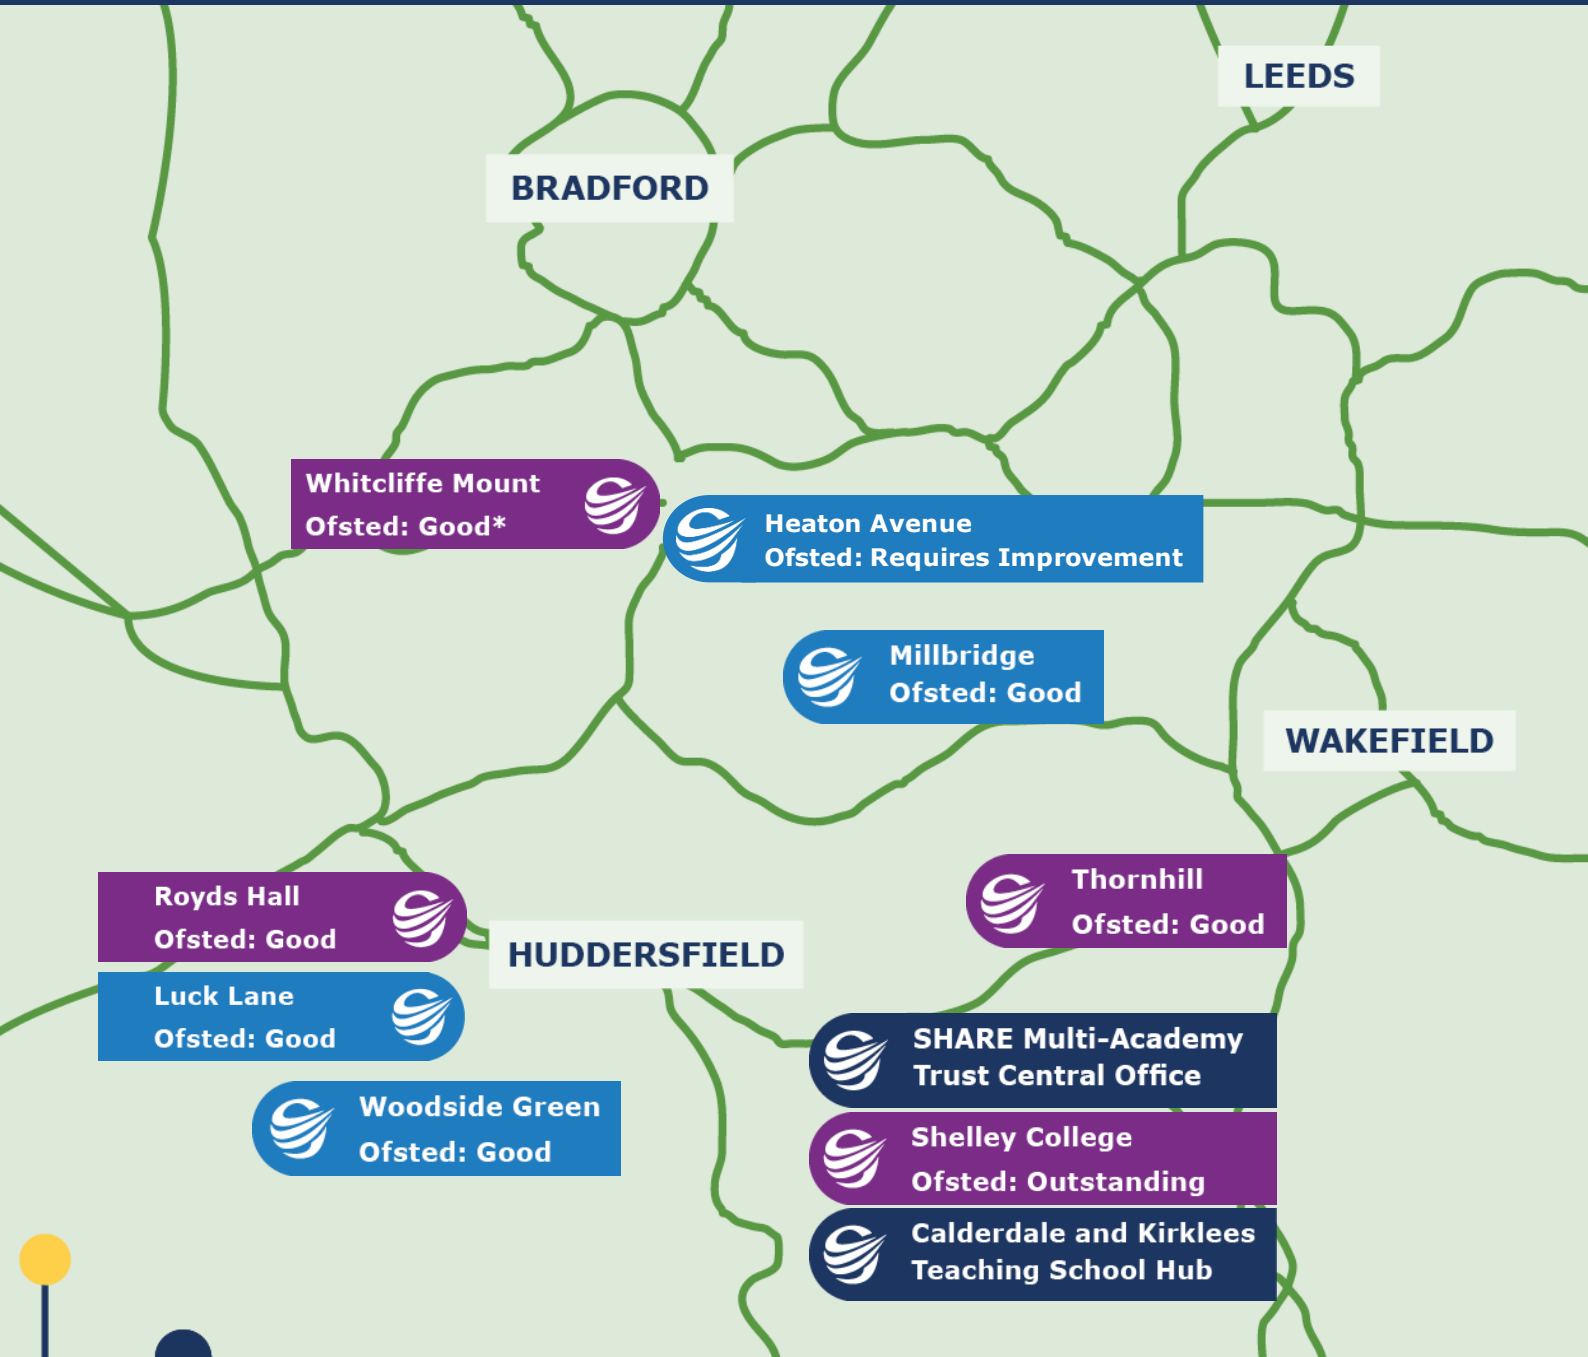 LEEDS
BRADFORD
Whitcliffe Mount
Ofsted: Good*
Heaton Avenue
Ofsted: Requires Improvement
Millbridge
Ofsted: Good
WAKEFIELD
Royds Hall
Ofsted: Good
Thornhill
Ofsted: Good
HUDDERSFIELD
Luck Lane
Ofsted: Good
SHARE Multi-Academy
Trust Central Office
Woodside Green
Ofsted: Good
Shelley College
Ofsted: Outstanding
Calderdale and Kirklees
Teaching School Hub